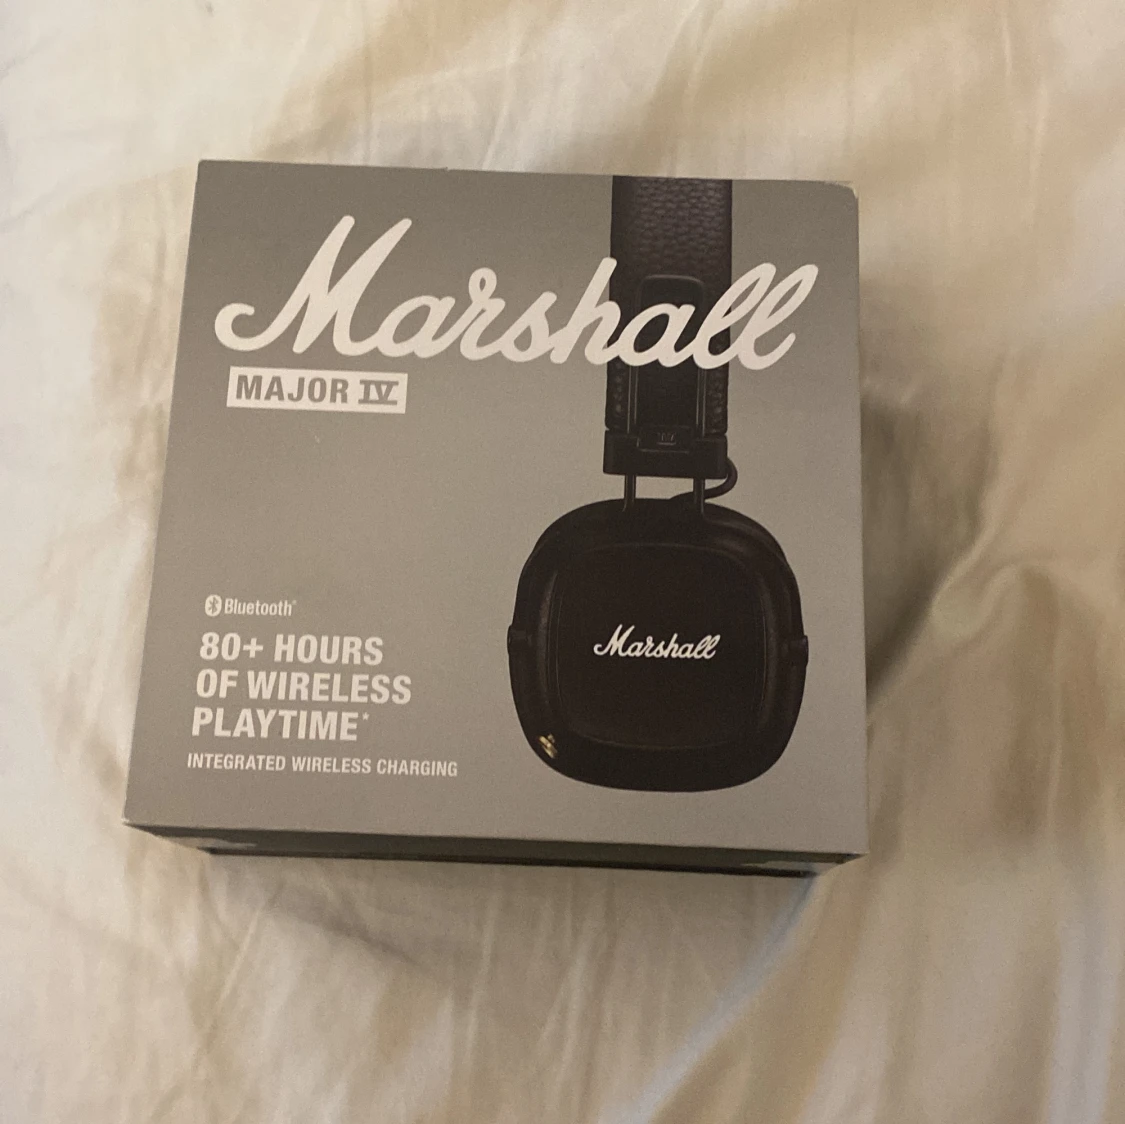 Marshall
MAJOR IV
Bluetooth®
80+ HOURS
OF WIRELESS
PLAYTIME*
INTEGRATED WIRELESS CHARGING
Marshall